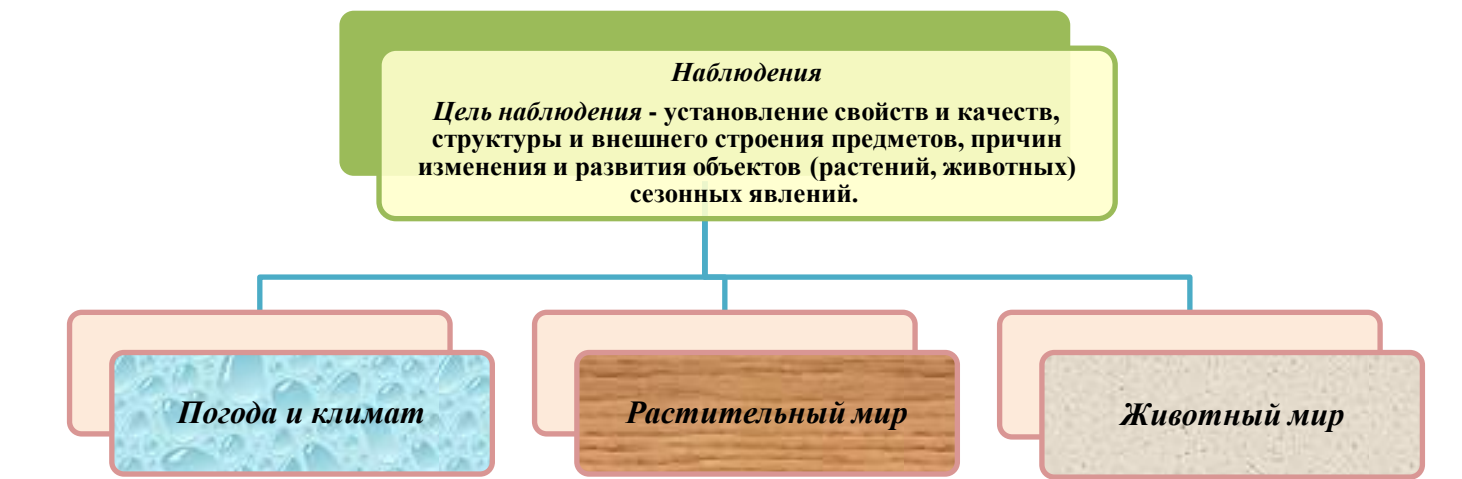 Наблюдения
Цель наблюдения - установление свойств и качеств,
структуры и внешнего строения предметов, причин
изменения и развития объектов (растений, животных)
сезонных явлений.
Погода и климат
Растительный мир
Животный мир